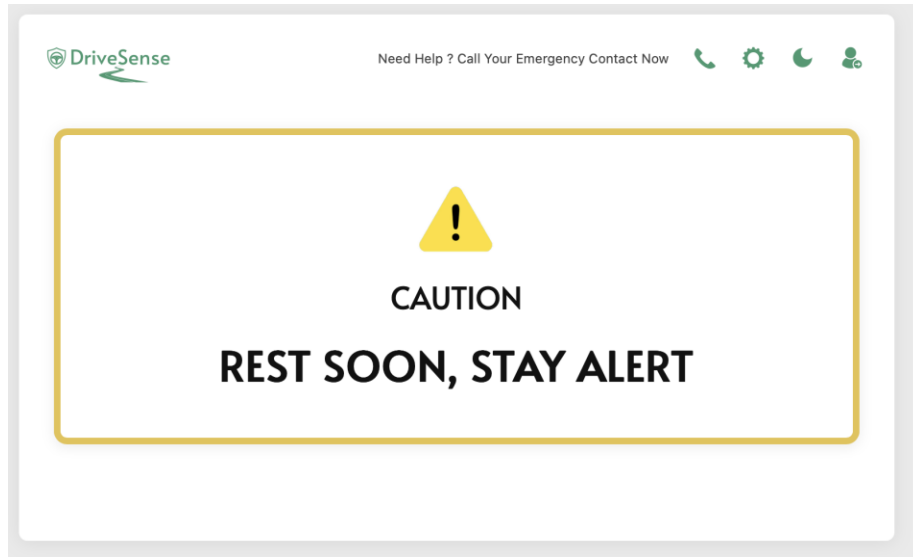 DriveSense
Need Help ? Call Your Emergency Contact Now
CAUTION
REST SOON, STAY ALERT